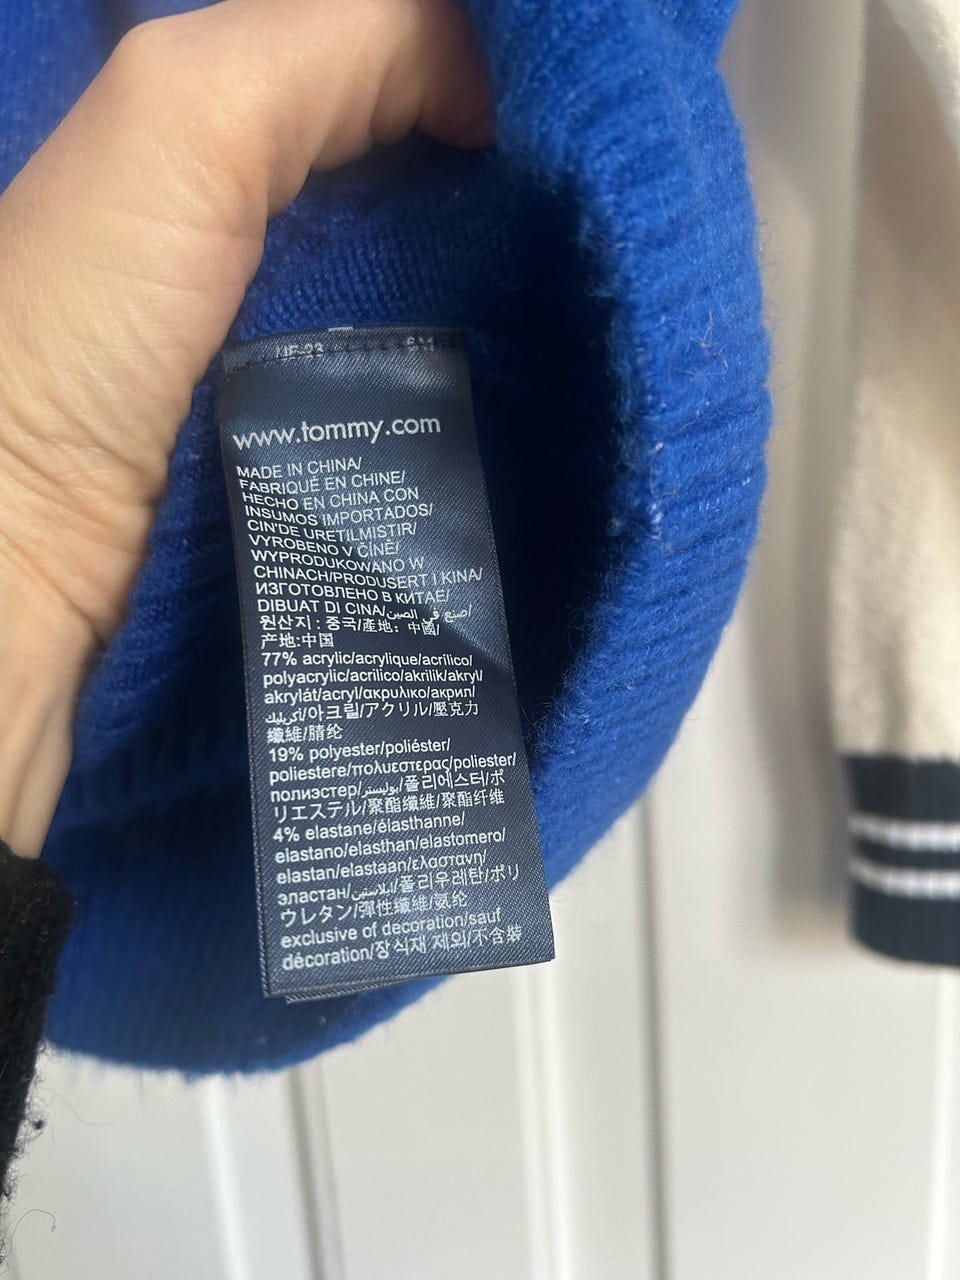 www.tommy.com
MADE IN CHINA/
FABRIQUÉ EN CHINE/
HECHO EN CHINA CON
INSUMOS IMPORTADOS/
CIN'DE URETILMISTIR/
VYROBENO V ČÍNĚ/
WYPRODUKOWANO W
CHINACH/PRODUSERT I KINA/
ИЗГОТОВЛЕНО В КИТАЕ/
DIBUAT DI CINA/صنع في الصين/
원산지 : 중국/產地: 中國/
产地:中国
77% acrylic/acrylique/acrílico/
polyacrylic/acrilico/akrilik/akryl/
akrylát/acryl/ακρυλικο/акрил/
اكريليك/아크릴/アクリル/壓克力
纖維/腈纶
19% polyester/poliéster/
poliestere/πολυεστερας/poliester/
полиэстер/بوليستر/폴리에스터/ポ
リエステル/聚酯纖維/聚酯纤维
4% elastane/élasthanne/
elastano/elasthan/elastomero/
elastan/elastaan/ελαστανη/
эластан/ايلاستين/폴리우레탄/ポリ
ウレタン/彈性纖維/氨纶
exclusive of decoration/sauf
décoration/장식재 제외/不含裝